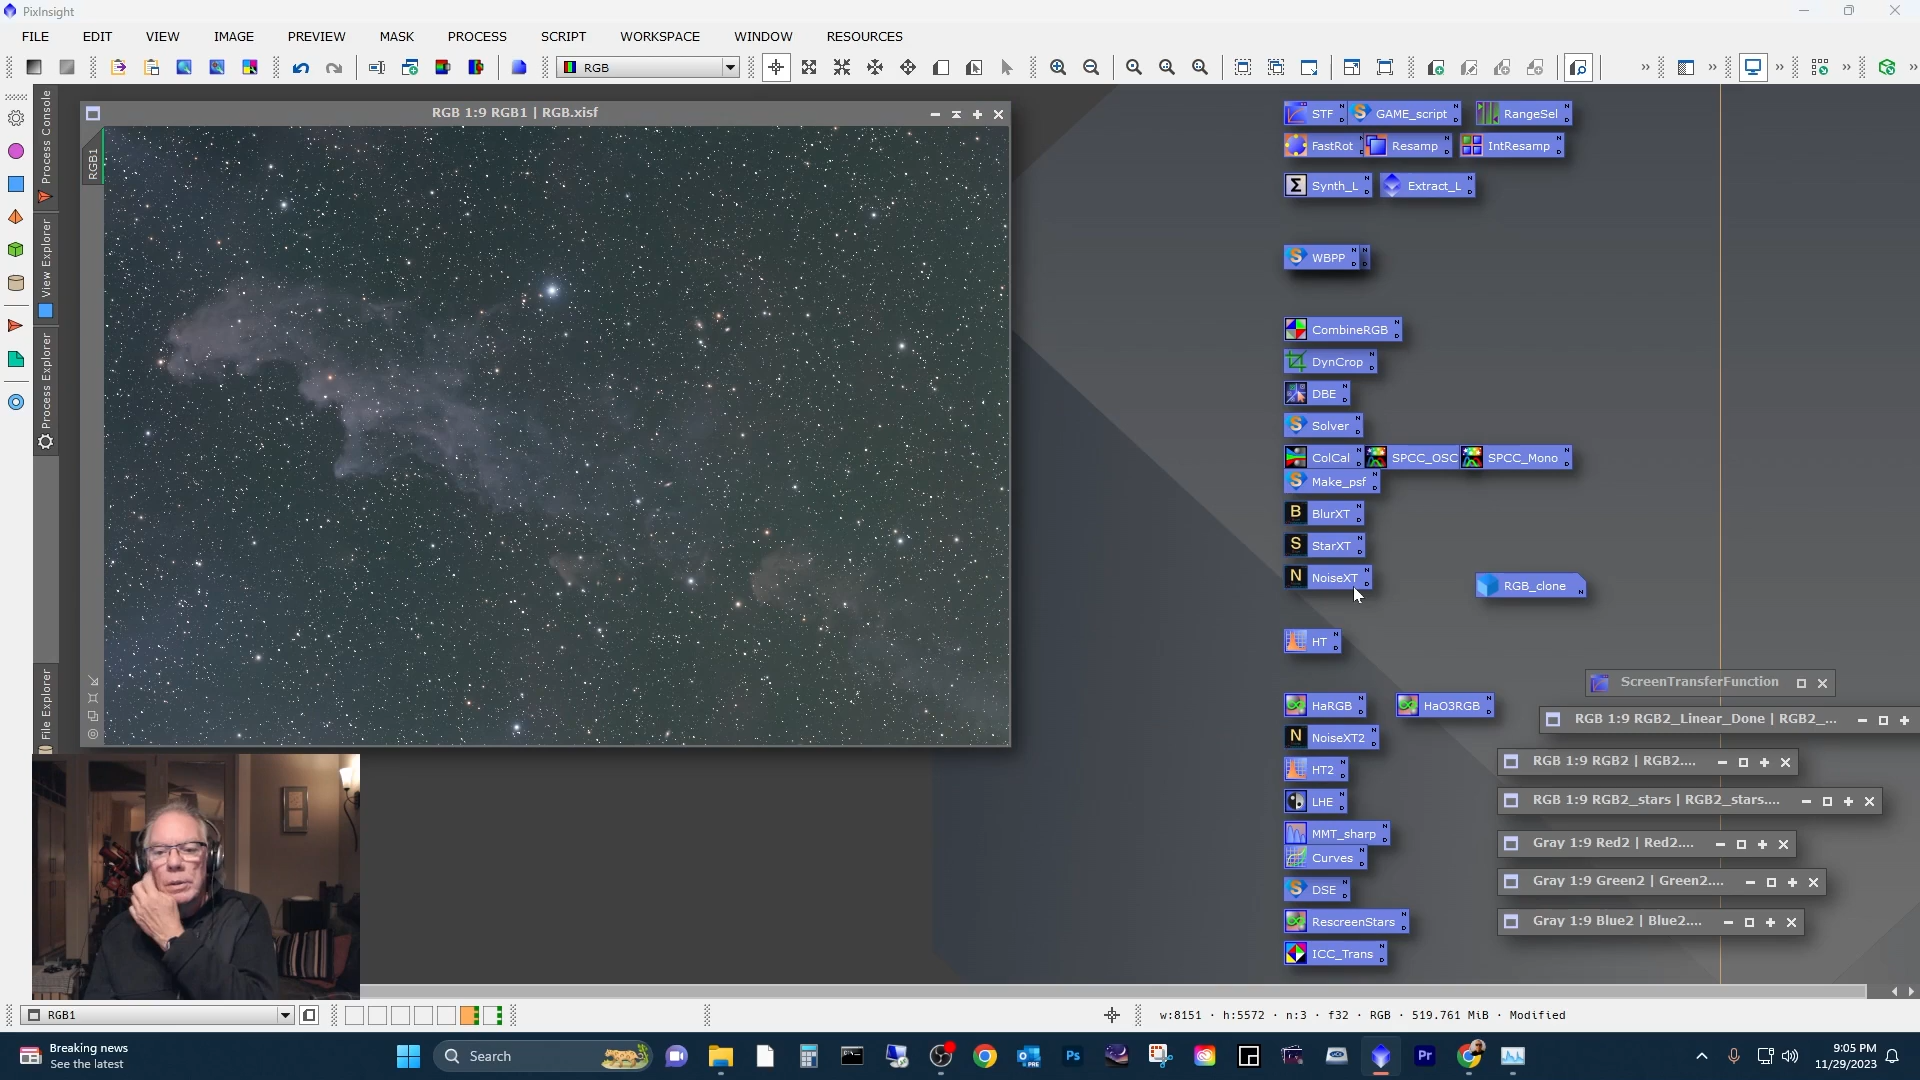 PixInsight
FILE EDIT VIEW IMAGE PREVIEW MASK PROCESS SCRIPT WORKSPACE WINDOW RESOURCES
RGB
Process Console
View Explorer
Process Explorer
File Explorer
RGB 1:9 RGB1 | RGB.xisf
RGB1
STF GAME_script RangeSel
FastRot Resamp IntResamp
Synth_L Extract_L
WBPP
CombineRGB
DynCrop
DBE
Solver
ColCal SPCC_OSC SPCC_Mono
Make_psf
BlurXT
StarXT
NoiseXT
RGB_clone
HT
ScreenTransferFunction
HaRGB HaO3RGB
RGB 1:9 RGB2_Linear_Done | RGB2_...
NoiseXT2
RGB 1:9 RGB2 | RGB2....
HT2
LHE
RGB 1:9 RGB2_stars | RGB2_stars....
MMT_sharp
Gray 1:9 Red2 | Red2....
Curves
DSE
Gray 1:9 Green2 | Green2....
RescreenStars
Gray 1:9 Blue2 | Blue2....
ICC_Trans
RGB1
w:8151 · h:5572 · n:3 · f32 · RGB · 519.761 MiB · Modified
Breaking news
See the latest
Search
PRE
Ps
Pr
9:05 PM
11/29/2023